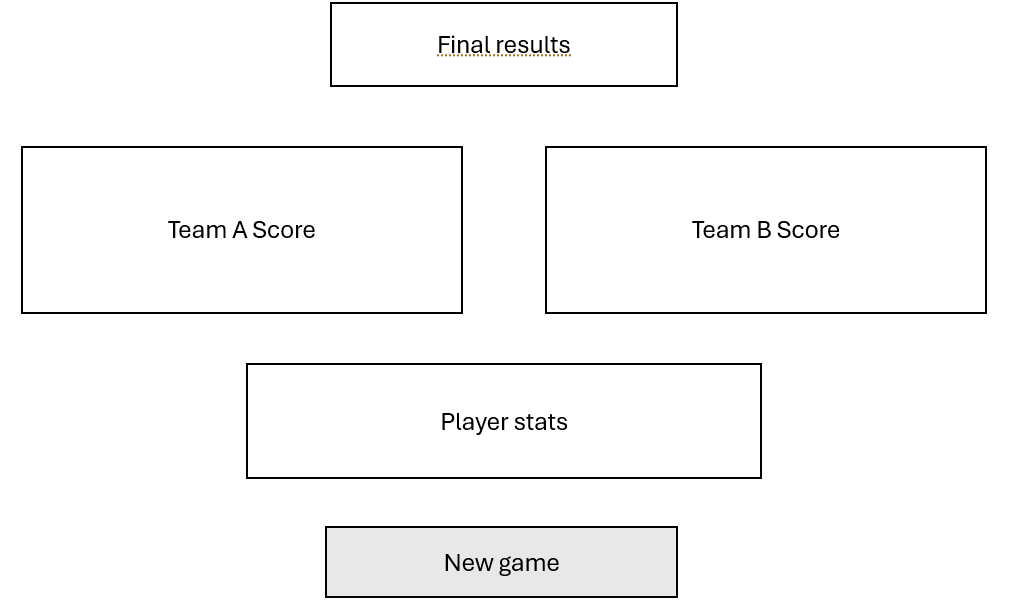 Final results
Team A Score
Team B Score
Player stats
New game